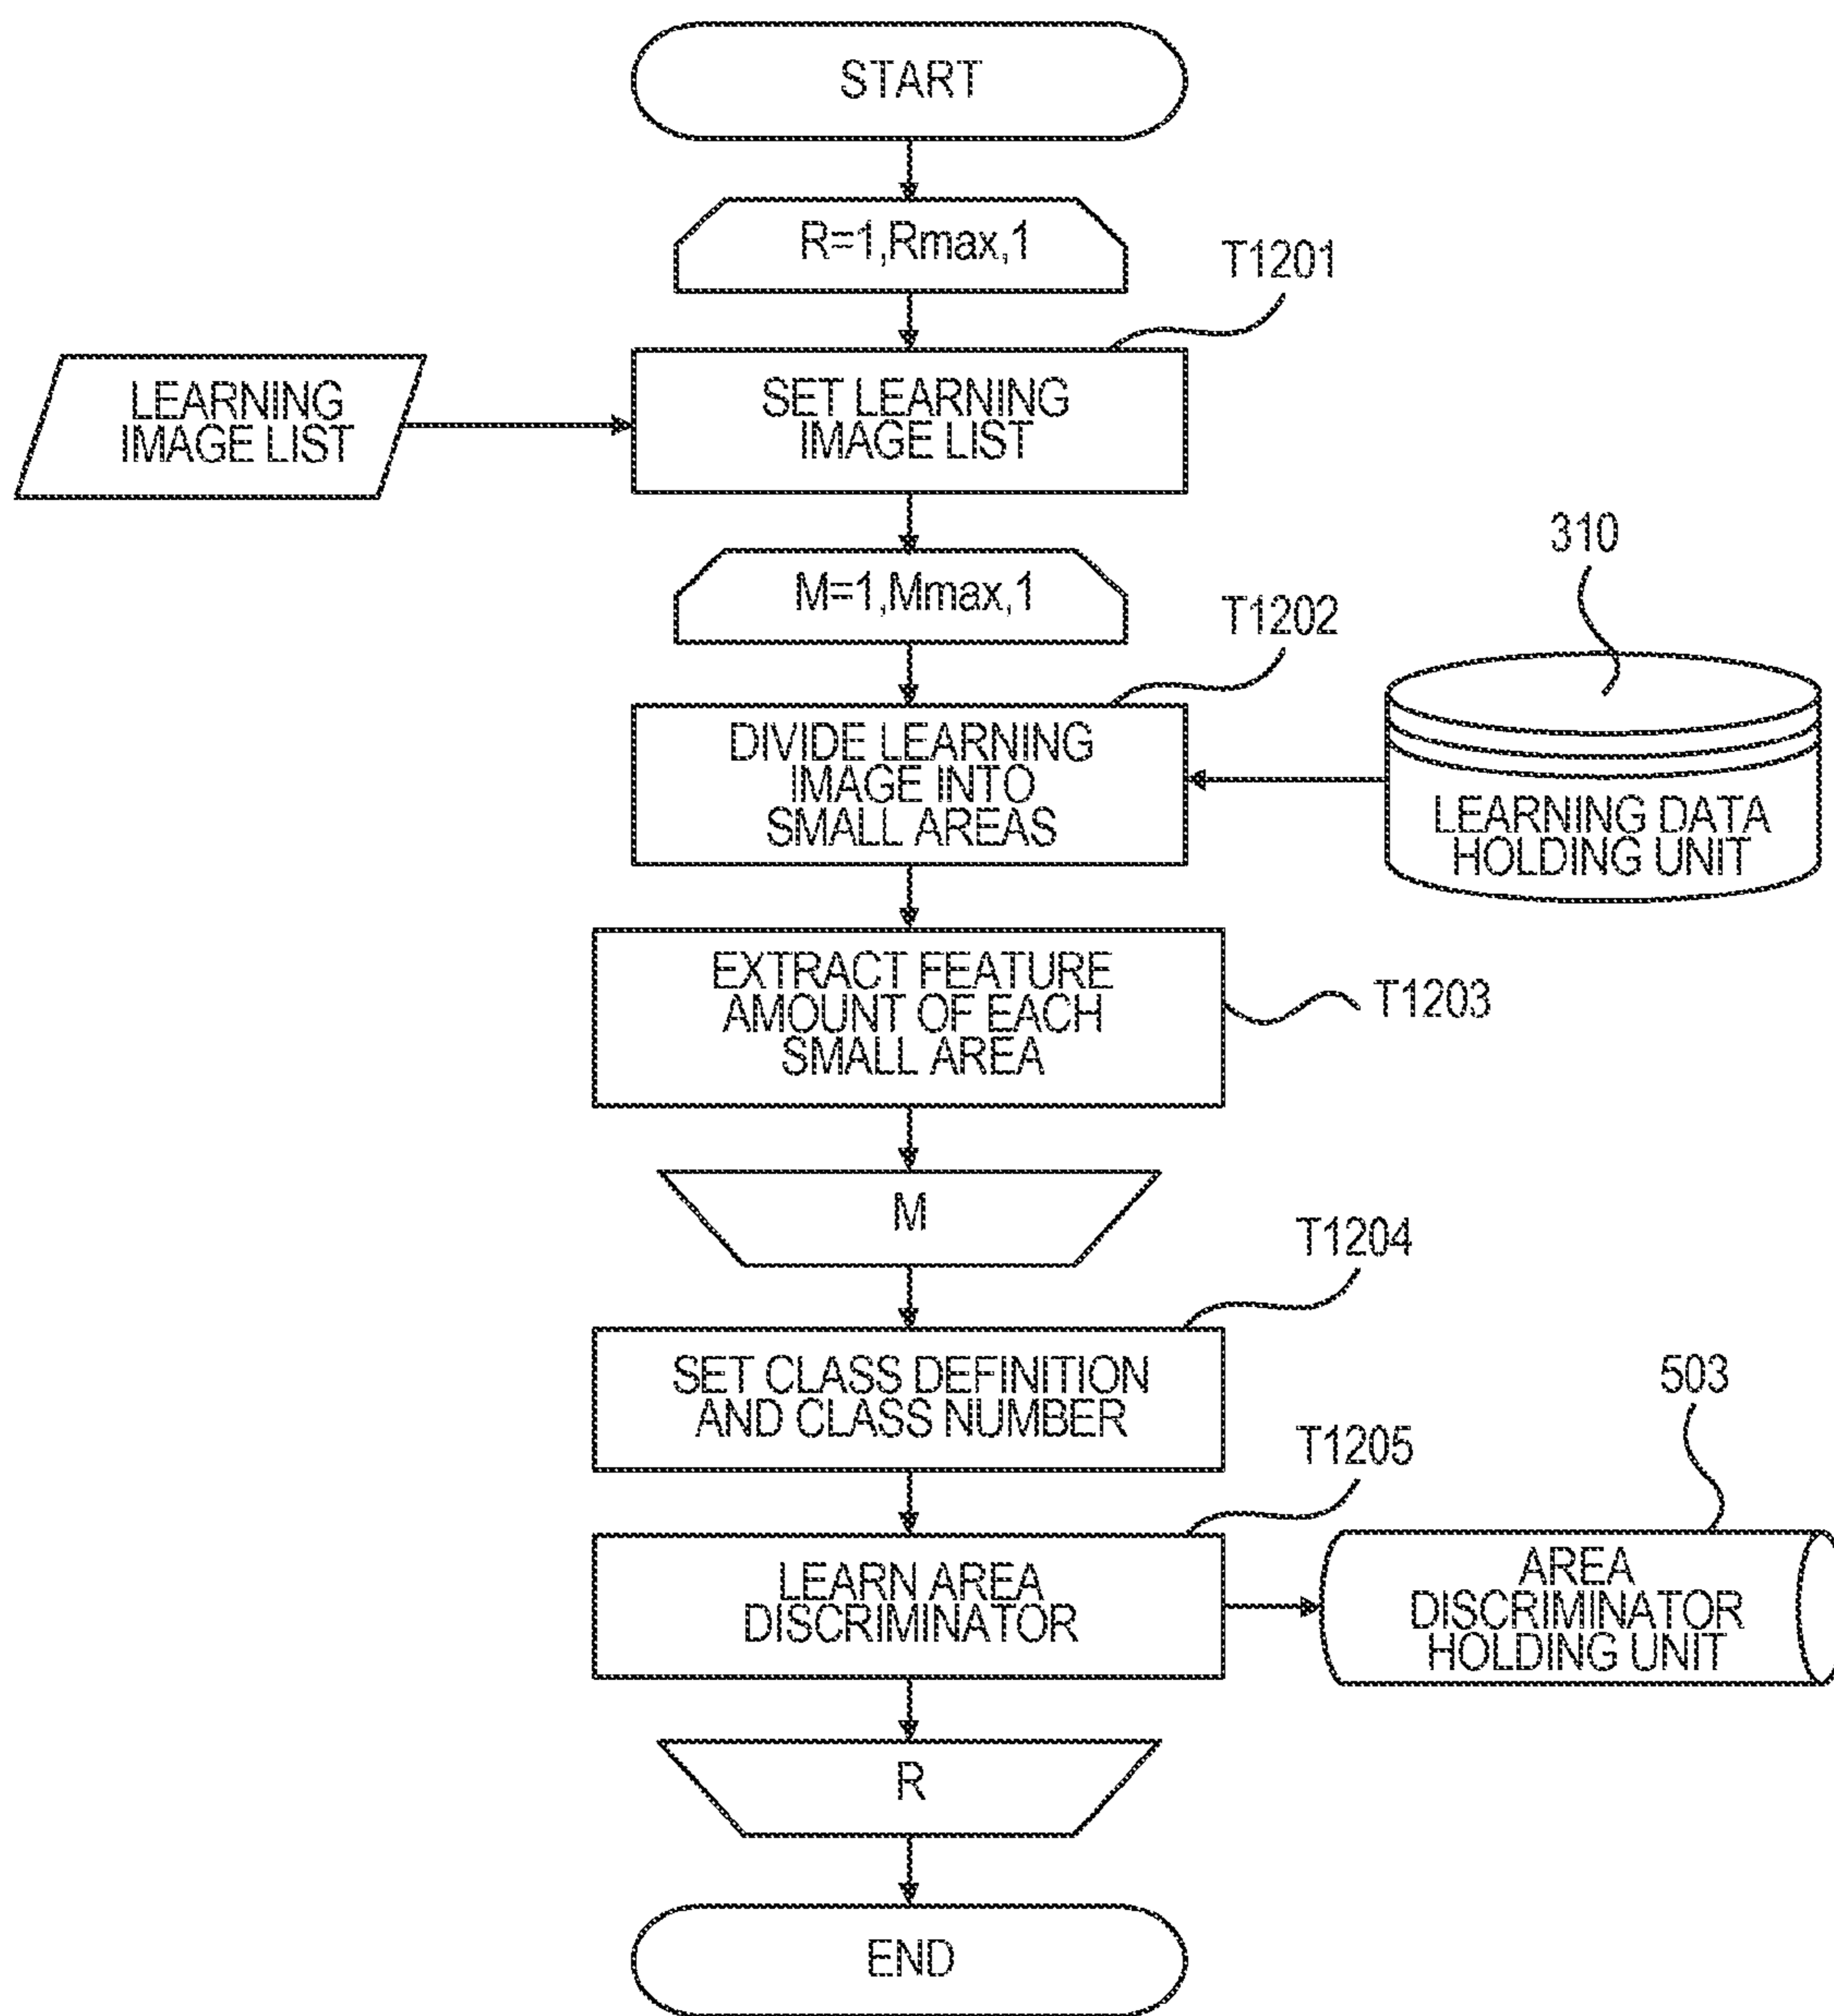 START
R=1,Rmax,1
T1201
LEARNING
IMAGE LIST
SET LEARNING
IMAGE LIST
M=1,Mmax,1
310
T1202
DIVIDE LEARNING
IMAGE INTO
SMALL AREAS
LEARNING DATA
HOLDING UNIT
EXTRACT FEATURE
AMOUNT OF EACH
SMALL AREA
T1203
M
T1204
SET CLASS DEFINITION
AND CLASS NUMBER
503
T1205
LEARN AREA
DISCRIMINATOR
AREA
DISCRIMINATOR
HOLDING UNIT
R
END